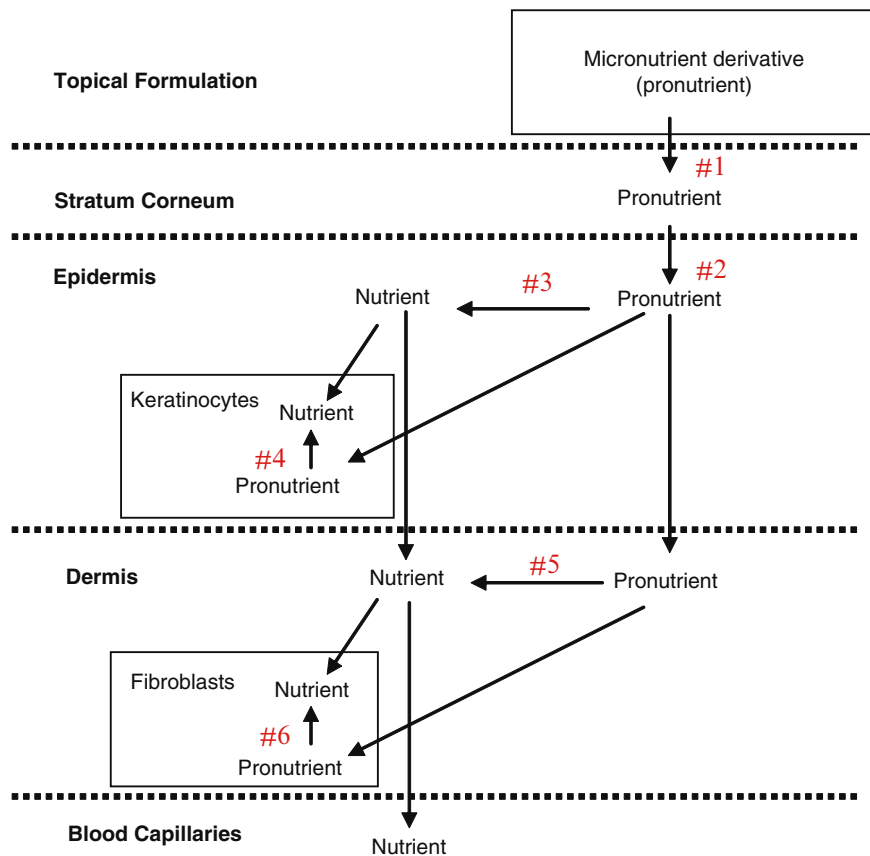 Topical Formulation
Micronutrient derivative
(pronutrient)
#1
Stratum Corneum
Pronutrient
#2
Epidermis
Nutrient
#3
Pronutrient
Keratinocytes
Nutrient
#4
Pronutrient
Dermis
Nutrient
#5
Pronutrient
Fibroblasts
Nutrient
#6
Pronutrient
Blood Capillaries
Nutrient